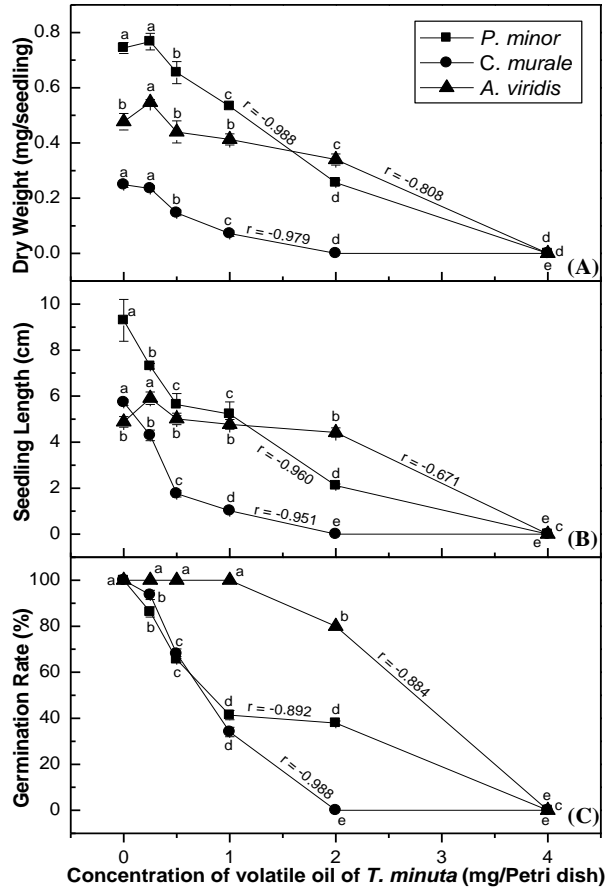 a
a
b
c
b
a
b
b
c
a
a
b
c
d
d
d
d
e
r = -0.988
r = -0.808
r = -0.979
P. minor
C. murale
A. viridis
0.8
0.6
0.4
0.2
0.0
Dry Weight (mg/seedling)
(A)
a
b
c
c
a
a
b
b
b
b
b
c
d
d
e
e
c
e
r = -0.671
r = -0.960
r = -0.951
10
8
6
4
2
0
Seedling Length (cm)
(B)
a
a
a
a
b
b
c
c
d
d
d
e
e
c
e
r = -0.884
r = -0.892
r = -0.988
100
80
60
40
20
0
Germination Rate (%)
(C)
0
1
2
3
4
Concentration of volatile oil of T. minuta (mg/Petri dish)